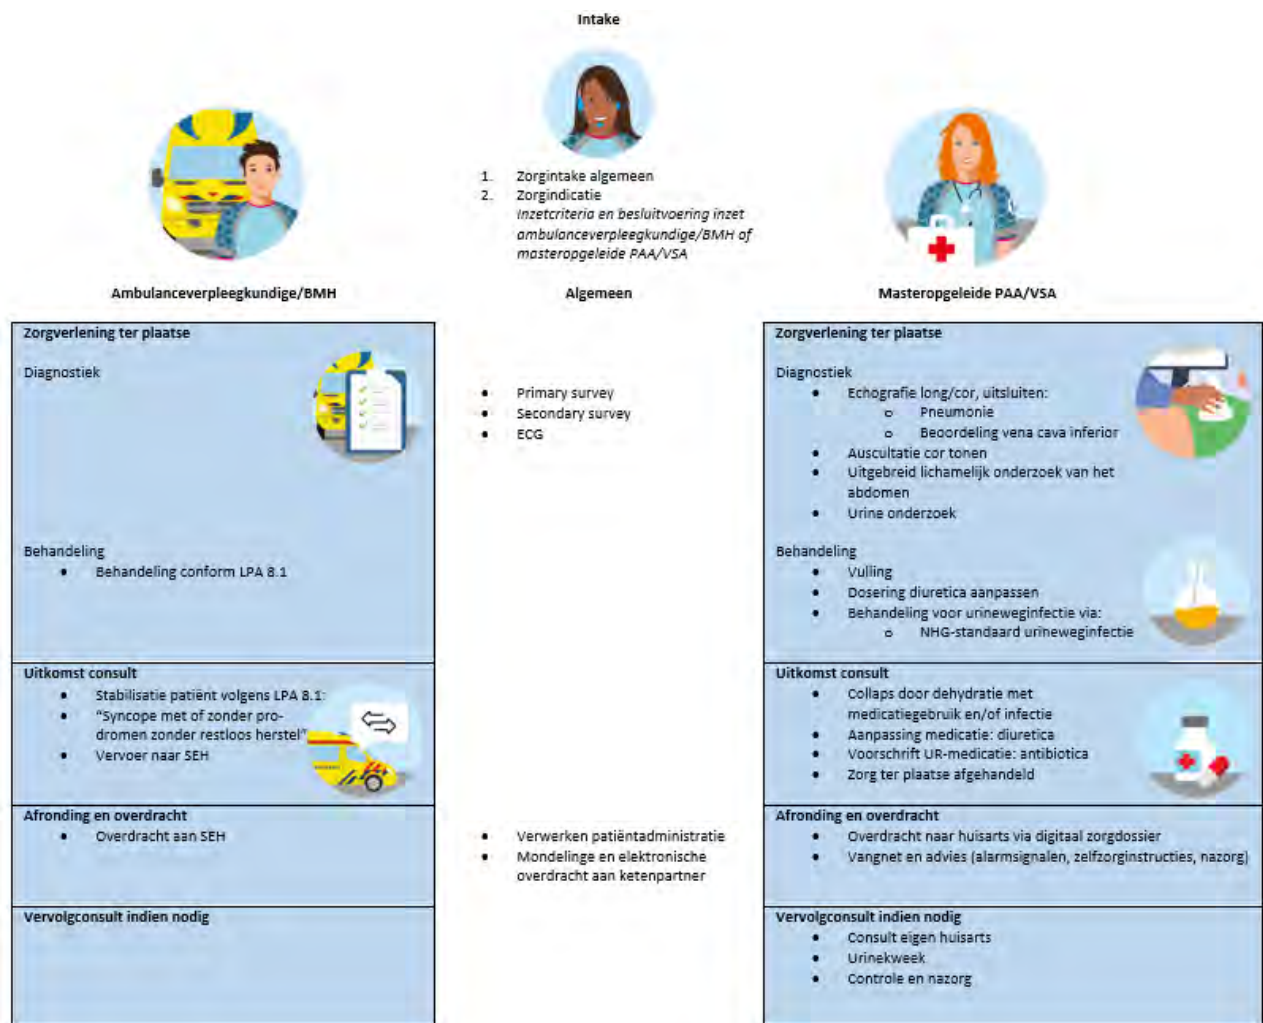 Intake
1. Zorgintake algemeen
2. Zorgindicatie
Inzetcriteria en besluitvoering inzet
ambulanceverpleegkundige/BMH of
masteropgeleide PAA/VSA
Ambulanceverpleegkundige/BMH
Algemeen
Masteropgeleide PAA/VSA
Zorgverlening ter plaatse
Diagnostiek
Behandeling
• Behandeling conform LPA 8.1
Uitkomst consult
• Stabilisatie patiënt volgens LPA 8.1:
• "Syncope met of zonder pro-
dromen zonder restloos herstel"
• Vervoer naar SEH
Afronding en overdracht
• Overdracht aan SEH
Vervolgconsult indien nodig
• Primary survey
• Secondary survey
• ECG
• Verwerken patiëntadministratie
• Mondelinge en elektronische
overdracht aan ketenpartner
Zorgverlening ter plaatse
Diagnostiek
• Echografie long/cor, uitsluiten:
o Pneumonie
o Beoordeling vena cava inferior
• Auscultatie cor tonen
• Uitgebreid lichamelijk onderzoek van het
abdomen
• Urine onderzoek
Behandeling
• Vulling
• Dosering diuretica aanpassen
• Behandeling voor urineweginfectie via:
o NHG-standaard urineweginfectie
Uitkomst consult
• Collaps door dehydratie met
medicatiegebruik en/of infectie
• Aanpassing medicatie: diuretica
• Voorschrift UR-medicatie: antibiotica
• Zorg ter plaatse afgehandeld
Afronding en overdracht
• Overdracht naar huisarts via digitaal zorgdossier
• Vangnet en advies (alarmsignalen, zelfzorginstructies, nazorg)
Vervolgconsult indien nodig
• Consult eigen huisarts
• Urinekweek
• Controle en nazorg